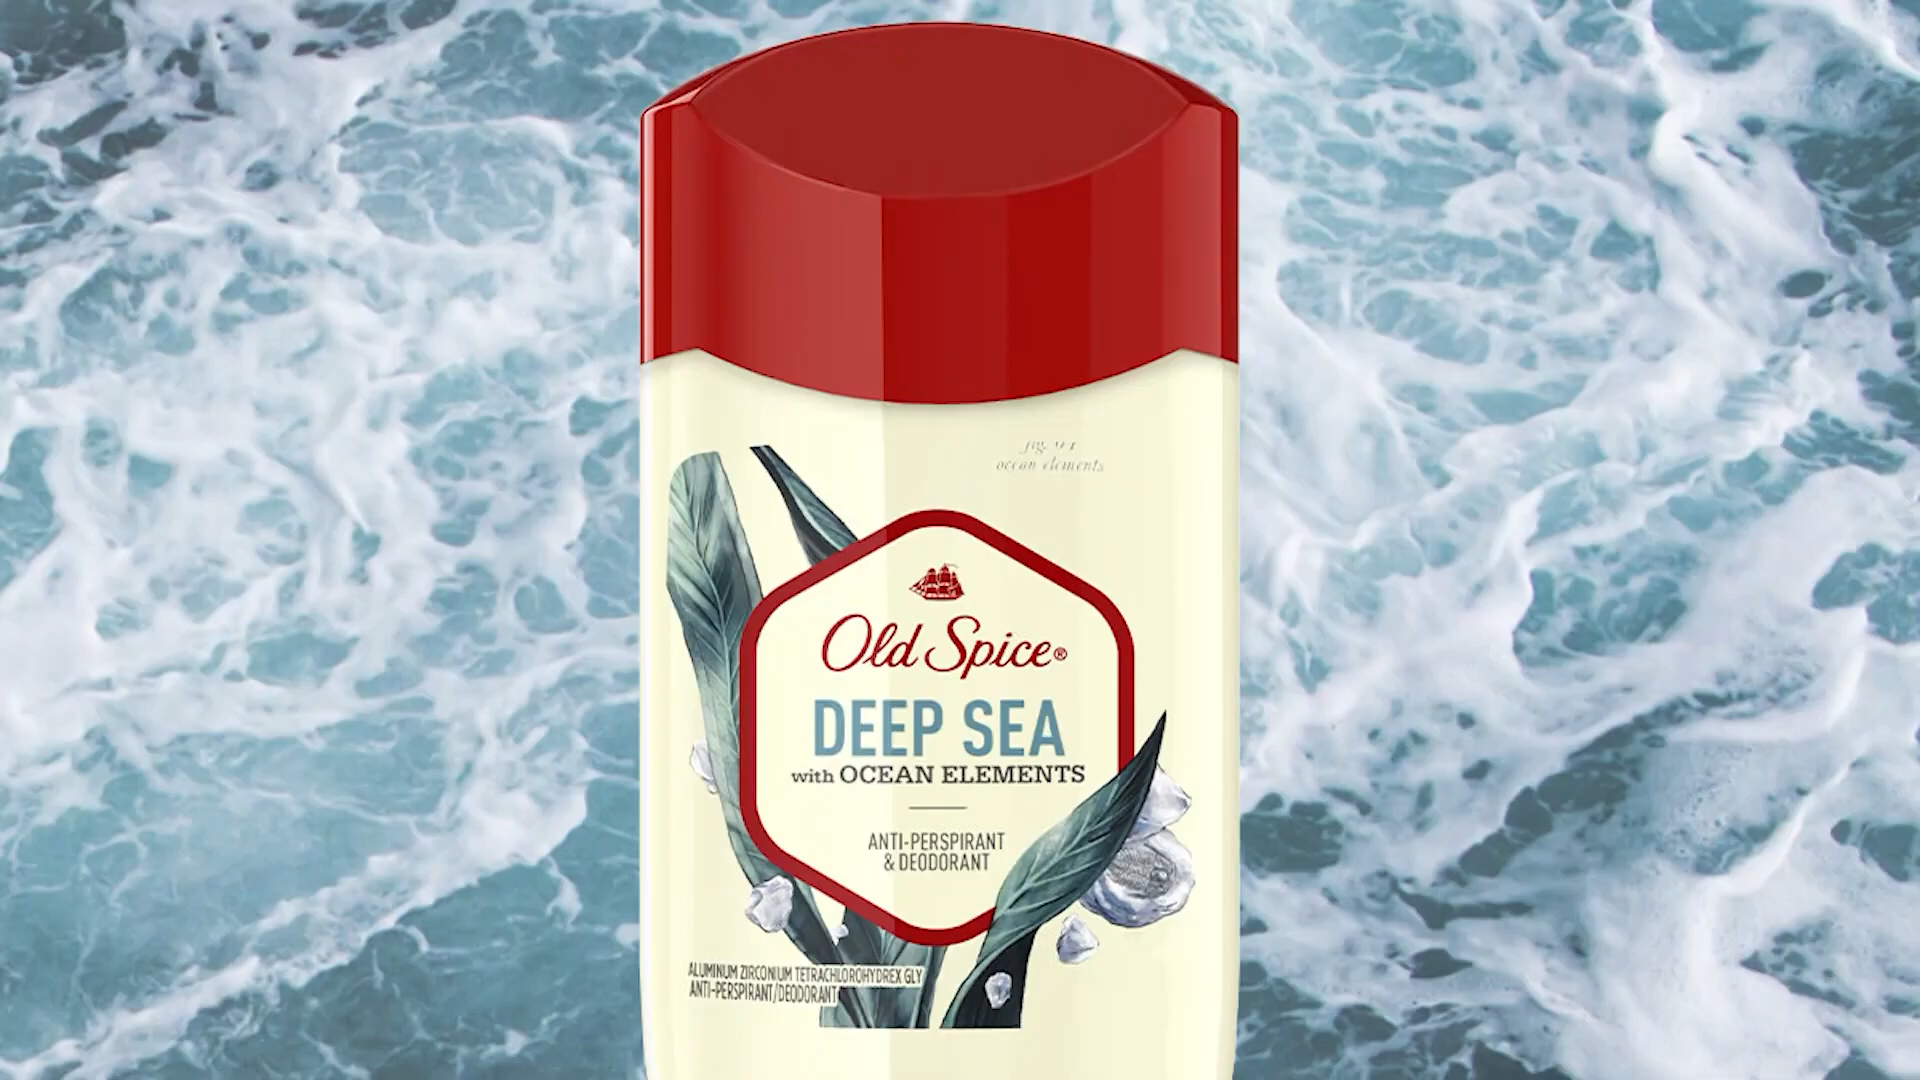 ocean elements
Old Spice®
DEEP SEA
with OCEAN ELEMENTS
ANTI-PERSPIRANT
& DEODORANT
ALUMINUM ZIRCONIUM TETRACHLOROHYDREX GLY
ANTI-PERSPIRANT/DEODORANT